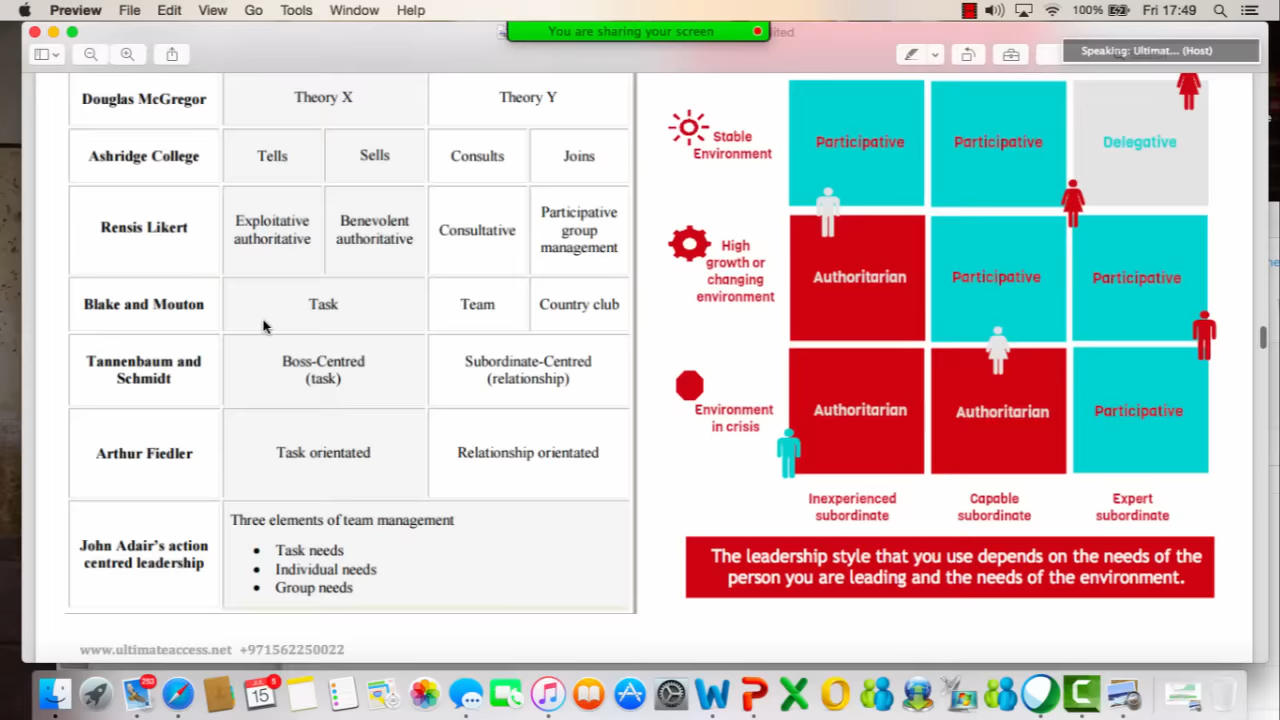 Preview File Edit View Go Tools Window Help 100% Fri 17:49
You are sharing your screen
Speaking: Ultimat... (Host)
Douglas McGregor Theory X Theory Y
Ashridge College Tells Sells Consults Joins
Rensis Likert
Exploitative authoritative
Benevolent authoritative
Consultative
Participative group management
Blake and Mouton Task Team Country club
Tannenbaum and Schmidt
Boss-Centred
(task)
Subordinate-Centred
(relationship)
Arthur Fiedler Task orientated Relationship orientated
John Adair's action centred leadership
Three elements of team management
• Task needs
• Individual needs
• Group needs
www.ultimateaccess.net +971562250022
Stable Environment
Participative Participative Delegative
High growth or changing environment
Authoritarian Participative Participative
Environment in crisis
Authoritarian Authoritarian Participative
Inexperienced subordinate
Capable subordinate
Expert subordinate
The leadership style that you use depends on the needs of the
person you are leading and the needs of the environment.
253
15
5